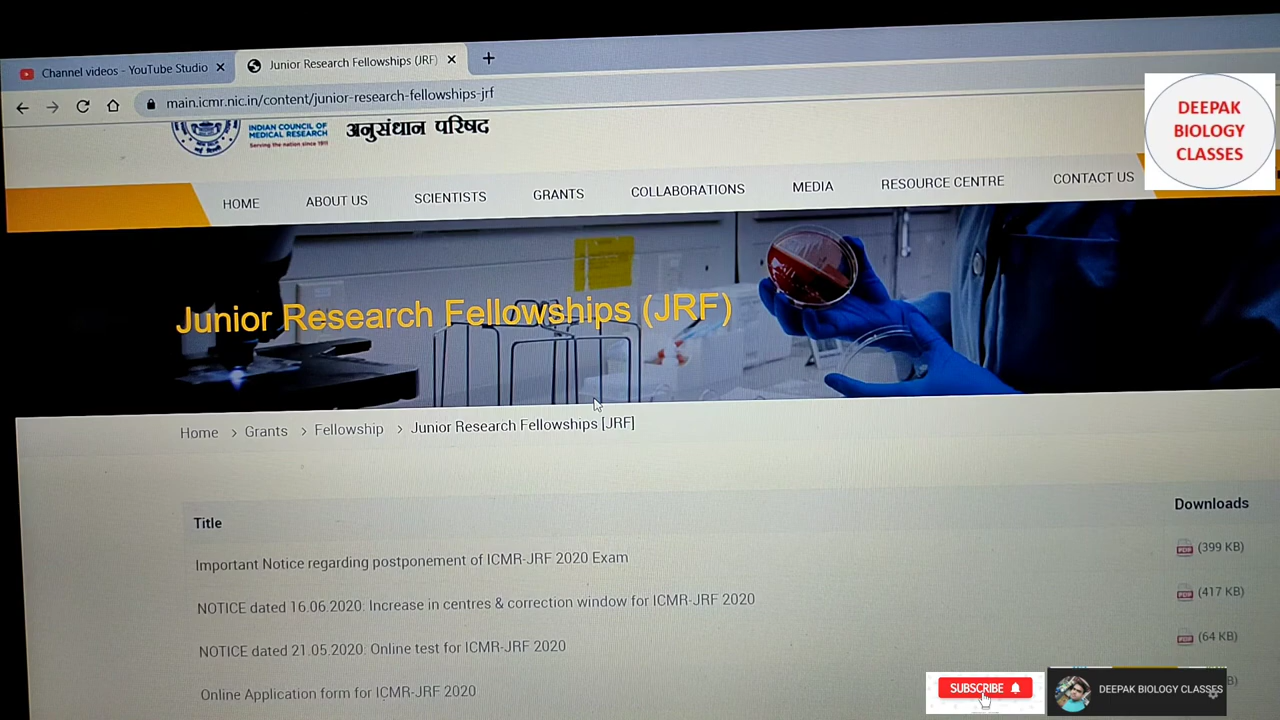 Channel videos - YouTube Studio
Junior Research Fellowships (JRF)
main.icmr.nic.in/content/junior-research-fellowships-jrf
INDIAN COUNCIL OF
MEDICAL RESEARCH
Serving the nation since 1911
अनुसंधान परिषद
DEEPAK
BIOLOGY
CLASSES
HOME ABOUT US SCIENTISTS GRANTS COLLABORATIONS MEDIA RESOURCE CENTRE CONTACT US
Junior Research Fellowships (JRF)
Home > Grants > Fellowship > Junior Research Fellowships [JRF]
Title Downloads
Important Notice regarding postponement of ICMR-JRF 2020 Exam PDF (399 KB)
NOTICE dated 16.06.2020: Increase in centres & correction window for ICMR-JRF 2020 PDF (417 KB)
NOTICE dated 21.05.2020: Online test for ICMR-JRF 2020 PDF (64 KB)
Online Application form for ICMR-JRF 2020
SUBSCRIBE
DEEPAK BIOLOGY CLASSES